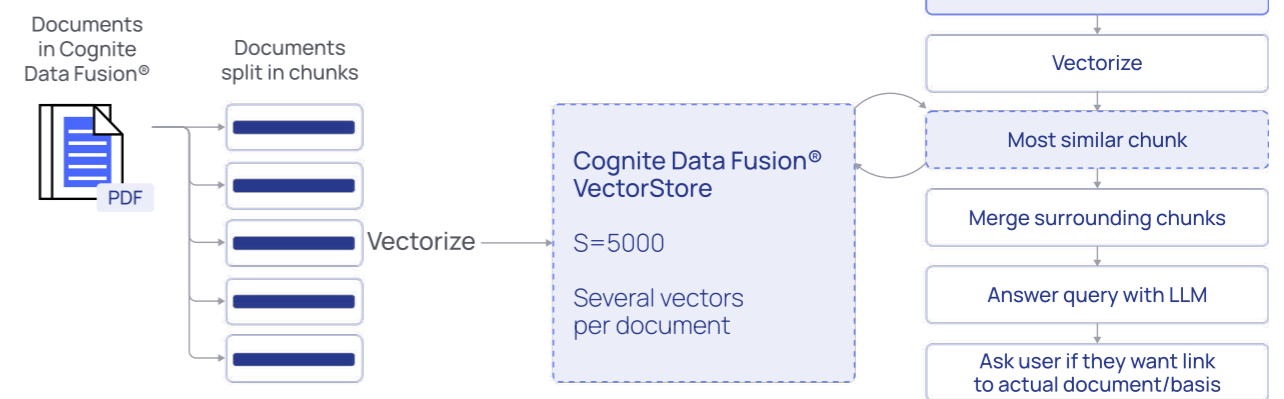 Documents
in Cognite
Data Fusion®
PDF
Documents
split in chunks
Vectorize
Cognite Data Fusion®
VectorStore
S=5000
Several vectors
per document
Vectorize
Most similar chunk
Merge surrounding chunks
Answer query with LLM
Ask user if they want link
to actual document/basis